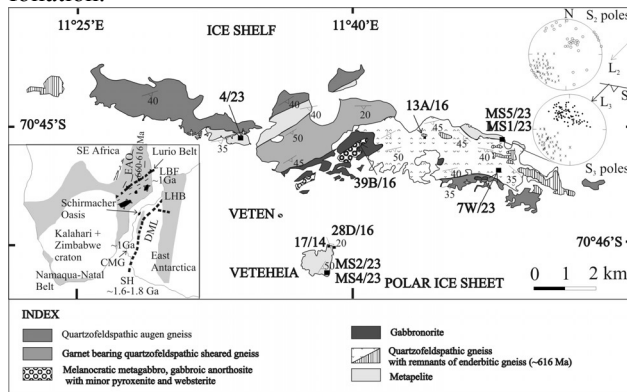 11°25'
11°40'
N
S₂ poles
ICE SHELF
L₂
S
4/23
13A/16
MS5/23
MS1/23
L₃
70°45'S
40
40
20
45
40
35
50
45
50
45
40
40
35
35
39B/16
7W/23
S₃ poles
SE Africa
EAO
Lurio Belt
LBF
~1Ga
LHB
Schirmacher
Oasis
Kalahari +
Zimbabwe
craton
~1Ga
DML
CMG
East
Antarctica
Namaqua-Natal
Belt
SH
~1.6-1.8 Ga
VETEN
28D/16
17/14
20
50
MS2/23
MS4/23
VETEHEIA
70°46'S
POLAR ICE SHEET
0 1 2 km
INDEX
Quartzofeldspathic augen gneiss
Garnet bearing quartzofeldspathic sheared gneiss
Melanocratic metagabbro, gabbroic anorthosite
with minor pyroxenite and websterite
Gabbronorite
Quartzofeldspathic gneiss
with remnants of enderbitic gneiss (~616 Ma)
Metapelite